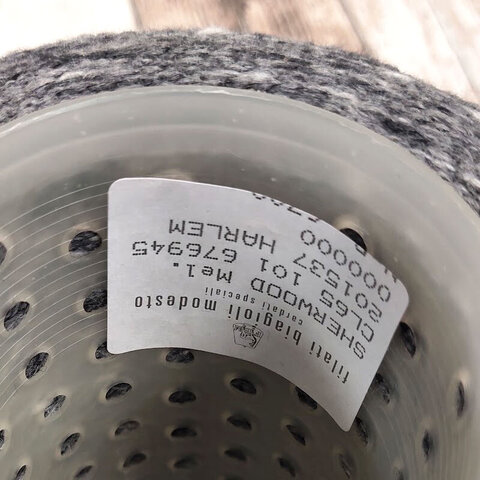 filati biagioli modesto
cardati speciali
SHERWOOD Mel.
CL65 101 676945
201537 HARLEM
000000